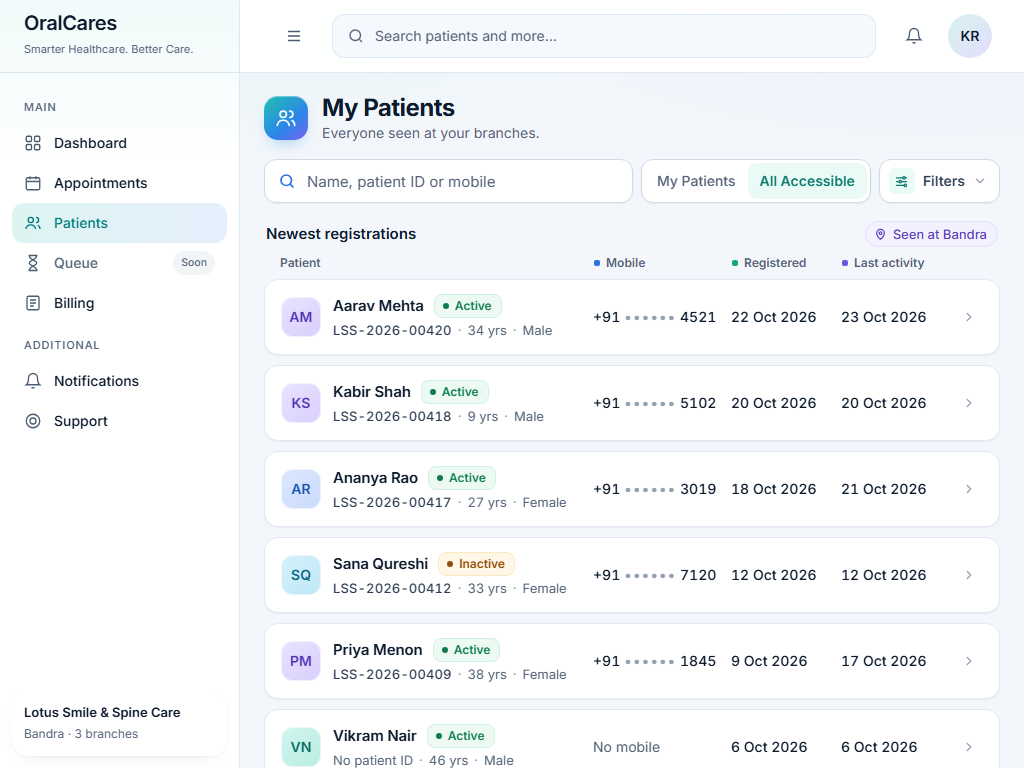 OralCares
Smarter Healthcare. Better Care.
Search patients and more...
KR
MAIN
Dashboard
Appointments
Patients
Queue Soon
Billing
ADDITIONAL
Notifications
Support
Lotus Smile & Spine Care
Bandra · 3 branches
My Patients
Everyone seen at your branches.
Name, patient ID or mobile
My Patients All Accessible Filters
Newest registrations Seen at Bandra
Patient Mobile Registered Last activity
AM Aarav Mehta Active +91 •••••• 4521 22 Oct 2026 23 Oct 2026
LSS-2026-00420 · 34 yrs · Male
KS Kabir Shah Active +91 •••••• 5102 20 Oct 2026 20 Oct 2026
LSS-2026-00418 · 9 yrs · Male
AR Ananya Rao Active +91 •••••• 3019 18 Oct 2026 21 Oct 2026
LSS-2026-00417 · 27 yrs · Female
SQ Sana Qureshi Inactive +91 •••••• 7120 12 Oct 2026 12 Oct 2026
LSS-2026-00412 · 33 yrs · Female
PM Priya Menon Active +91 •••••• 1845 9 Oct 2026 17 Oct 2026
LSS-2026-00409 · 38 yrs · Female
VN Vikram Nair Active No mobile 6 Oct 2026 6 Oct 2026
No patient ID · 46 yrs · Male